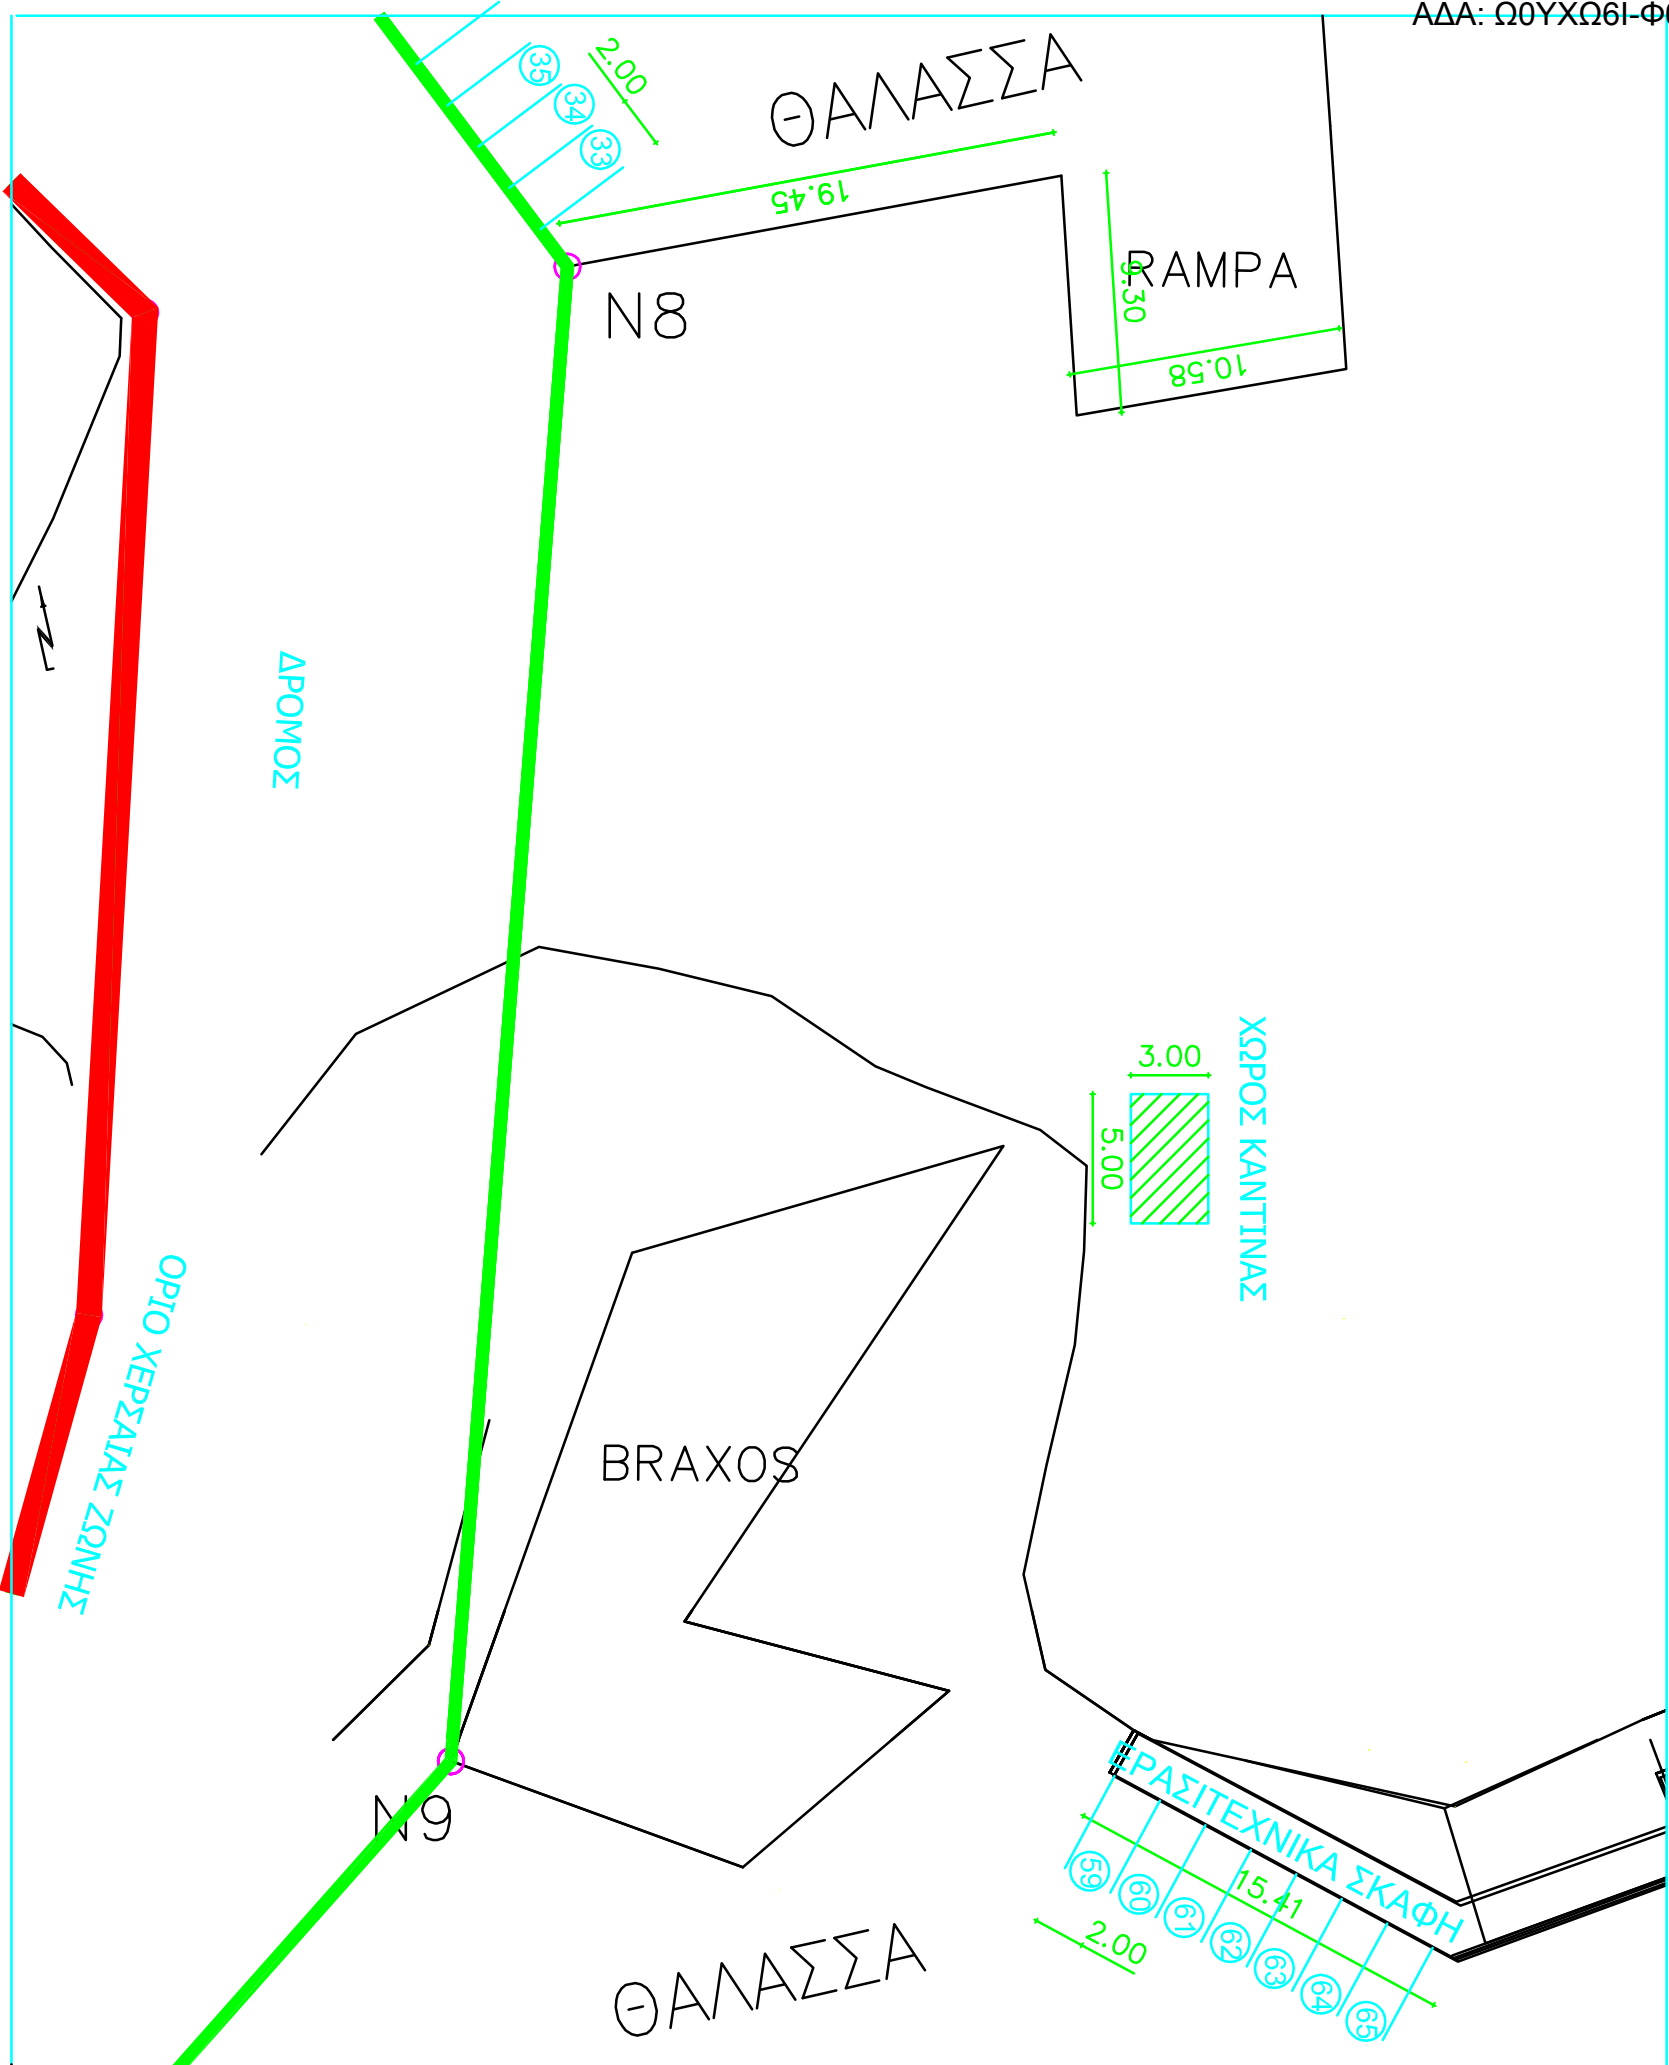 ΑΔΑ: Ω0ΥΧΩ6Ι-Φ
35
34
33
2.00
ΘΑΛΑΣΣΑ
19.45
N8
RAMPA
9.30
10.58
ΔΡΟΜΟΣ
3.00
5.00
ΧΩΡΟΣ ΚΑΝΤΙΝΑΣ
ΟΡΙΟ ΧΕΡΣΑΙΑΣ ΖΩΝΗΣ
BRAXOS
N9
ΕΡΑΣΙΤΕΧΝΙΚΑ ΣΚΑΦΗ
15.41
2.00
59
60
61
62
63
64
65
ΘΑΛΑΣΣΑ